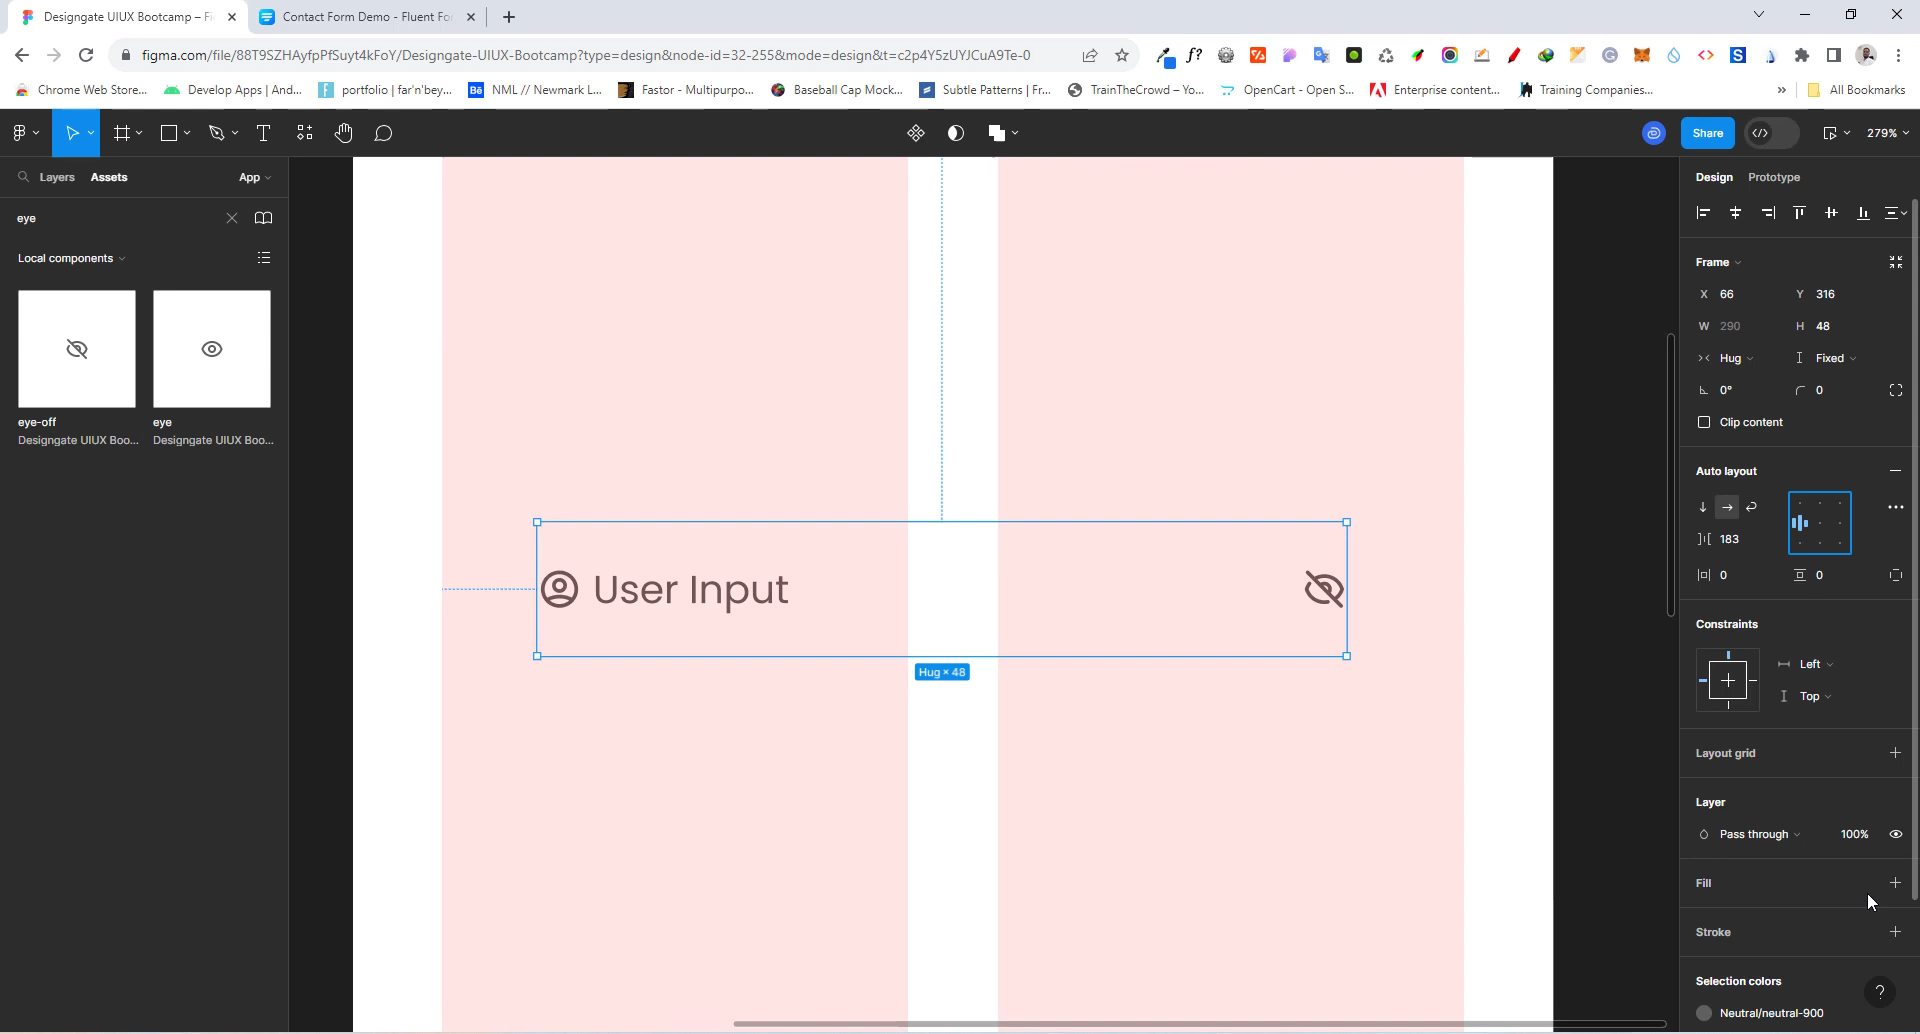 Designgate UIUX Bootcamp – Fi
Contact Form Demo - Fluent Fo
figma.com/file/88T9SZHAyfpPfSuyt4kFoY/Designgate-UIUX-Bootcamp?type=design&node-id=32-255&mode=design&t=c2p4Y5zUYJCuA9Te-0
Chrome Web Store...
Develop Apps | And...
portfolio | far'n'bey...
NML // Newmark L...
Fastor - Multipurpo...
Baseball Cap Mock...
Subtle Patterns | Fr...
TrainTheCrowd – Yo...
OpenCart - Open S...
Enterprise content...
Training Companies...
»
All Bookmarks
Share
279%
Layers
Assets
App
eye
Local components
eye-off
Designgate UIUX Boo...
eye
Designgate UIUX Boo...
User Input
Hug × 48
Design
Prototype
Frame
X 66
Y 316
W 290
H 48
Hug
Fixed
0°
0
Clip content
Auto layout
183
0
0
Constraints
Left
Top
Layout grid
Layer
Pass through
100%
Fill
Stroke
Selection colors
?
Neutral/neutral-900